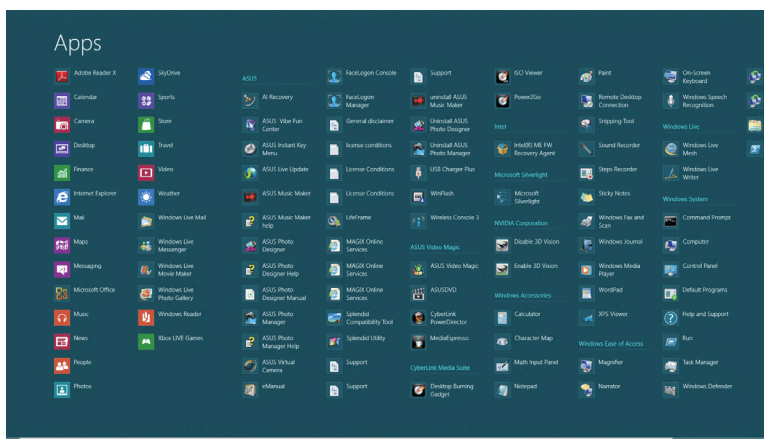 Apps
Adobe Reader X
Calendar
Camera
Desktop
Finance
Internet Explorer
Mail
Maps
Messaging
Microsoft Office
Music
News
People
Photos
SkyDrive
Sports
Store
Travel
Video
Weather
Windows Live Mail
Windows Live
Messenger
Windows Live
Movie Maker
Windows Live
Photo Gallery
Windows Reader
Xbox LIVE Games
ASUS
AI Recovery
ASUS Vibe Fun
Center
ASUS Instant Key
Menu
ASUS Live Update
ASUS Music Maker
ASUS Music Maker
help
ASUS Photo
Designer
ASUS Photo
Designer Help
ASUS Photo
Designer Manual
ASUS Photo
Manager
ASUS Photo
Manager Help
ASUS Virtual
Camera
eManual
FaceLogon Console
FaceLogon
Manager
General disclaimer
license conditions
License Conditions
License Conditions
LifeFrame
MAGIX Online
Services
MAGIX Online
Services
MAGIX Online
Services
Splendid
Compatibility Tool
Splendid Utility
Support
Support
Support
uninstall ASUS
Music Maker
Uninstall ASUS
Photo Designer
Uninstall ASUS
Photo Manager
USB Charger Plus
WinFlash
Wireless Console 3
ASUS Video Magic
ASUS Video Magic
ASUSDVD
CyberLink
PowerDirector
MediaEspresso
CyberLink Media Suite
Desktop Burning
Gadget
ISO Viewer
Power2Go
Intel
Intel(R) ME FW
Recovery Agent
Microsoft Silverlight
Microsoft
Silverlight
NVIDIA Corporation
Disable 3D Vision
Enable 3D Vision
Windows Accessories
Calculator
Character Map
Math Input Panel
Notepad
Paint
Remote Desktop
Connection
Snipping Tool
Sound Recorder
Steps Recorder
Sticky Notes
Windows Fax and
Scan
Windows Journal
Windows Media
Player
WordPad
XPS Viewer
Windows Ease of Access
Magnifier
Narrator
On-Screen
Keyboard
Windows Speech
Recognition
Windows Live
Windows Live
Mesh
Windows Live
Writer
Windows System
Command Prompt
Computer
Control Panel
Default Programs
Help and Support
Run
Task Manager
Windows Defender